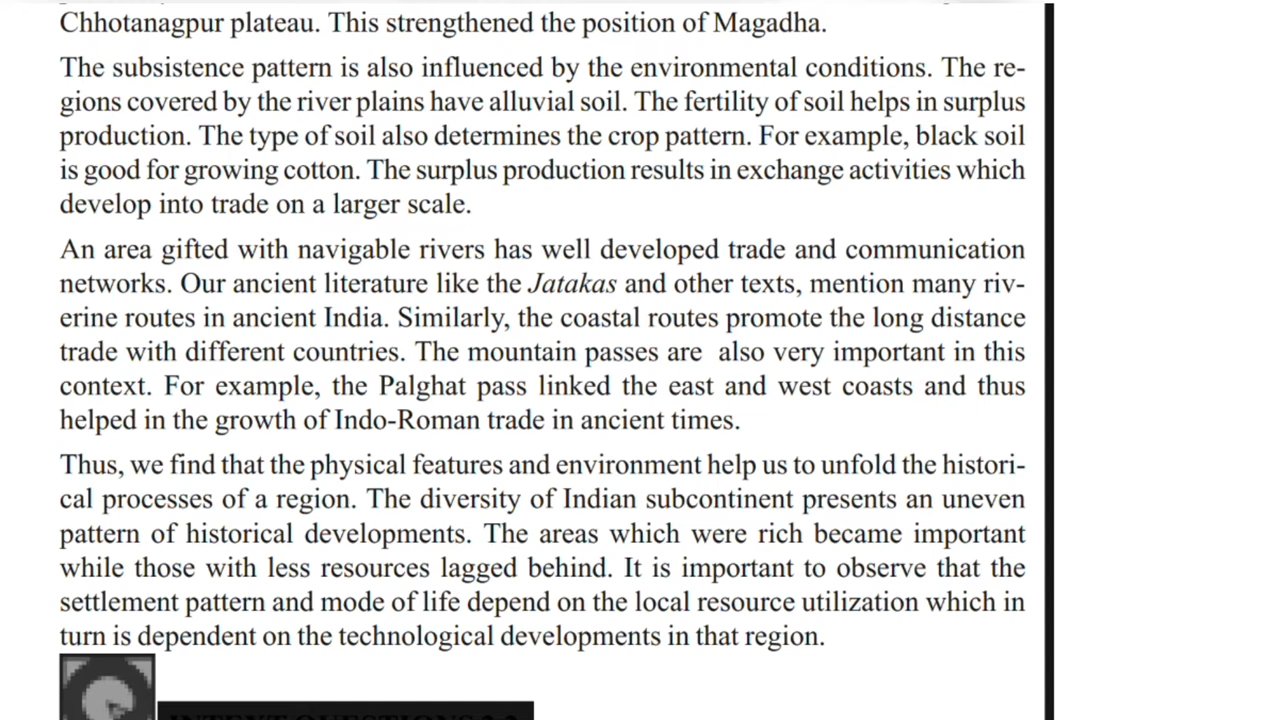 Chhotanagpur plateau. This strengthened the position of Magadha.
The subsistence pattern is also influenced by the environmental conditions. The re-
gions covered by the river plains have alluvial soil. The fertility of soil helps in surplus
production. The type of soil also determines the crop pattern. For example, black soil
is good for growing cotton. The surplus production results in exchange activities which
develop into trade on a larger scale.
An area gifted with navigable rivers has well developed trade and communication
networks. Our ancient literature like the Jatakas and other texts, mention many riv-
erine routes in ancient India. Similarly, the coastal routes promote the long distance
trade with different countries. The mountain passes are also very important in this
context. For example, the Palghat pass linked the east and west coasts and thus
helped in the growth of Indo-Roman trade in ancient times.
Thus, we find that the physical features and environment help us to unfold the histori-
cal processes of a region. The diversity of Indian subcontinent presents an uneven
pattern of historical developments. The areas which were rich became important
while those with less resources lagged behind. It is important to observe that the
settlement pattern and mode of life depend on the local resource utilization which in
turn is dependent on the technological developments in that region.